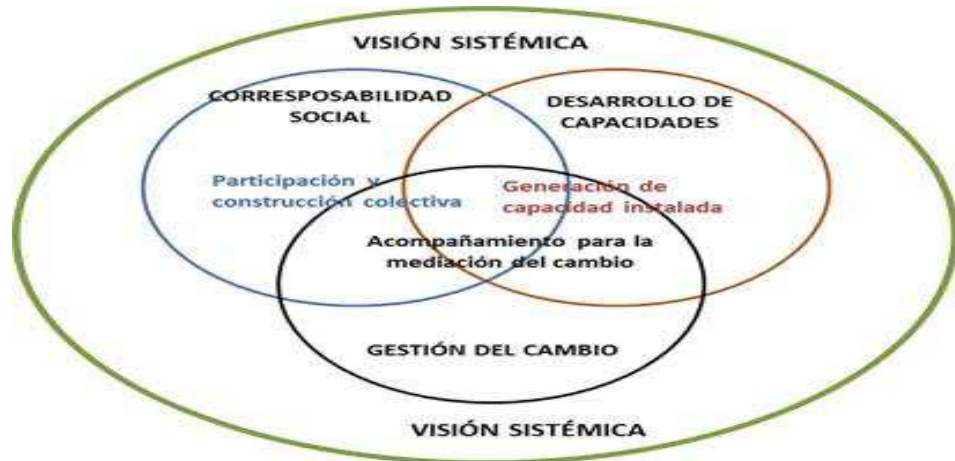 VISIÓN SISTÉMICA
CORRESPOSABILIDAD
SOCIAL
DESARROLLO DE
CAPACIDADES
Participación y
construcción colectiva
Generación de
capacidad instalada
Acompañamiento para la
mediación del cambio
GESTIÓN DEL CAMBIO
VISIÓN SISTÉMICA